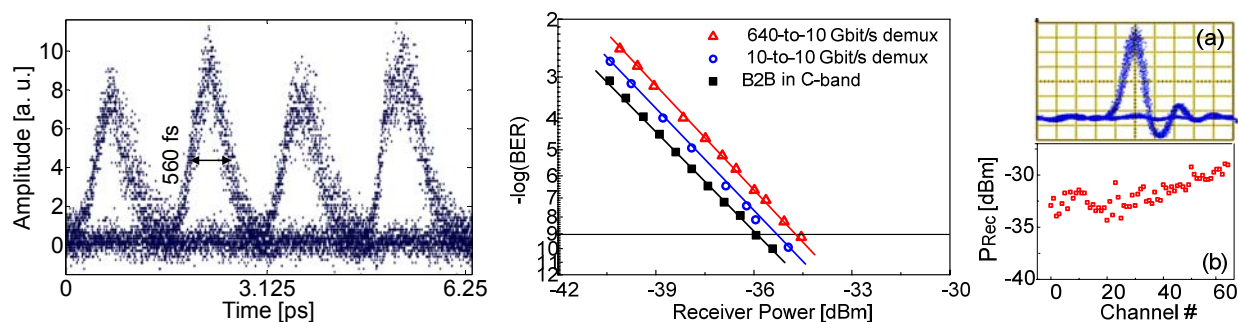 Amplitude [a. u.]
10
8
6
4
2
0
560 fs
0
3.125
6.25
Time [ps]
-log(BER)
2
3
4
5
6
7
8
9
10
12
640-to-10 Gbit/s demux
10-to-10 Gbit/s demux
B2B in C-band
-42
-39
-36
-33
-30
Receiver Power [dBm]
(a)
PRec [dBm]
-30
-35
-40
(b)
0
20
40
60
Channel #